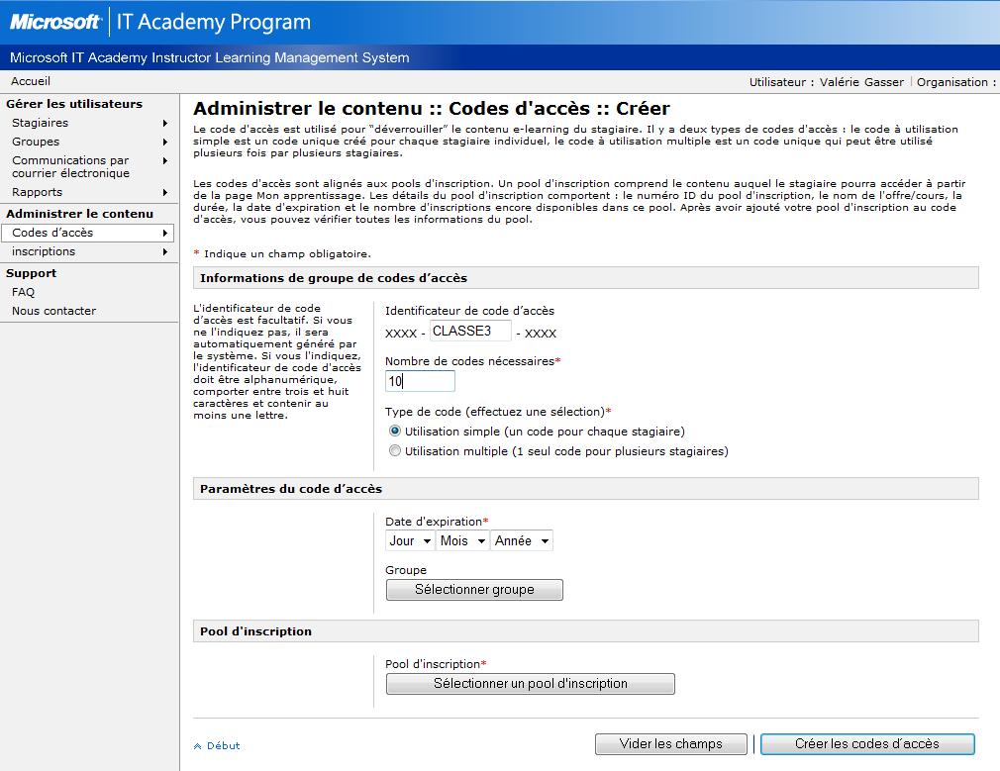 Microsoft IT Academy Program
Microsoft IT Academy Instructor Learning Management System
Accueil
Utilisateur : Valérie Gasser | Organisation :
Gérer les utilisateurs
Stagiaires
Groupes
Communications par
courrier électronique
Rapports
Administrer le contenu
Codes d’accès
inscriptions
Support
FAQ
Nous contacter
Administrer le contenu :: Codes d'accès :: Créer
Le code d'accès est utilisé pour “déverrouiller” le contenu e-learning du stagiaire. Il y a deux types de codes d'accès : le code à utilisation
simple est un code unique créé pour chaque stagiaire individuel, le code à utilisation multiple est un code unique qui peut être utilisé
plusieurs fois par plusieurs stagiaires.
Les codes d'accès sont alignés aux pools d'inscription. Un pool d'inscription comprend le contenu auquel le stagiaire pourra accéder à partir
de la page Mon apprentissage. Les détails du pool d'inscription comportent : le numéro ID du pool d'inscription, le nom de l'offre/cours, la
durée, la date d'expiration et le nombre d'inscriptions encore disponibles dans ce pool. Après avoir ajouté votre pool d'inscription au code
d'accès, vous pouvez vérifier toutes les informations du pool.
* Indique un champ obligatoire.
Informations de groupe de codes d’accès
L'identificateur de code
d’accès est facultatif. Si vous
ne l'indiquez pas, il sera
automatiquement généré par
le système. Si vous l'indiquez,
l'identificateur de code d'accès
doit être alphanumérique,
comporter entre trois et huit
caractères et contenir au
moins une lettre.
Identificateur de code d’accès
XXXX - CLASSE3 - XXXX
Nombre de codes nécessaires*
10
Type de code (effectuez une sélection)*
Utilisation simple (un code pour chaque stagiaire)
Utilisation multiple (1 seul code pour plusieurs stagiaires)
Paramètres du code d’accès
Date d'expiration*
Jour Mois Année
Groupe
Sélectionner groupe
Pool d'inscription
Pool d'inscription*
Sélectionner un pool d'inscription
Début
Vider les champs | Créer les codes d’accès